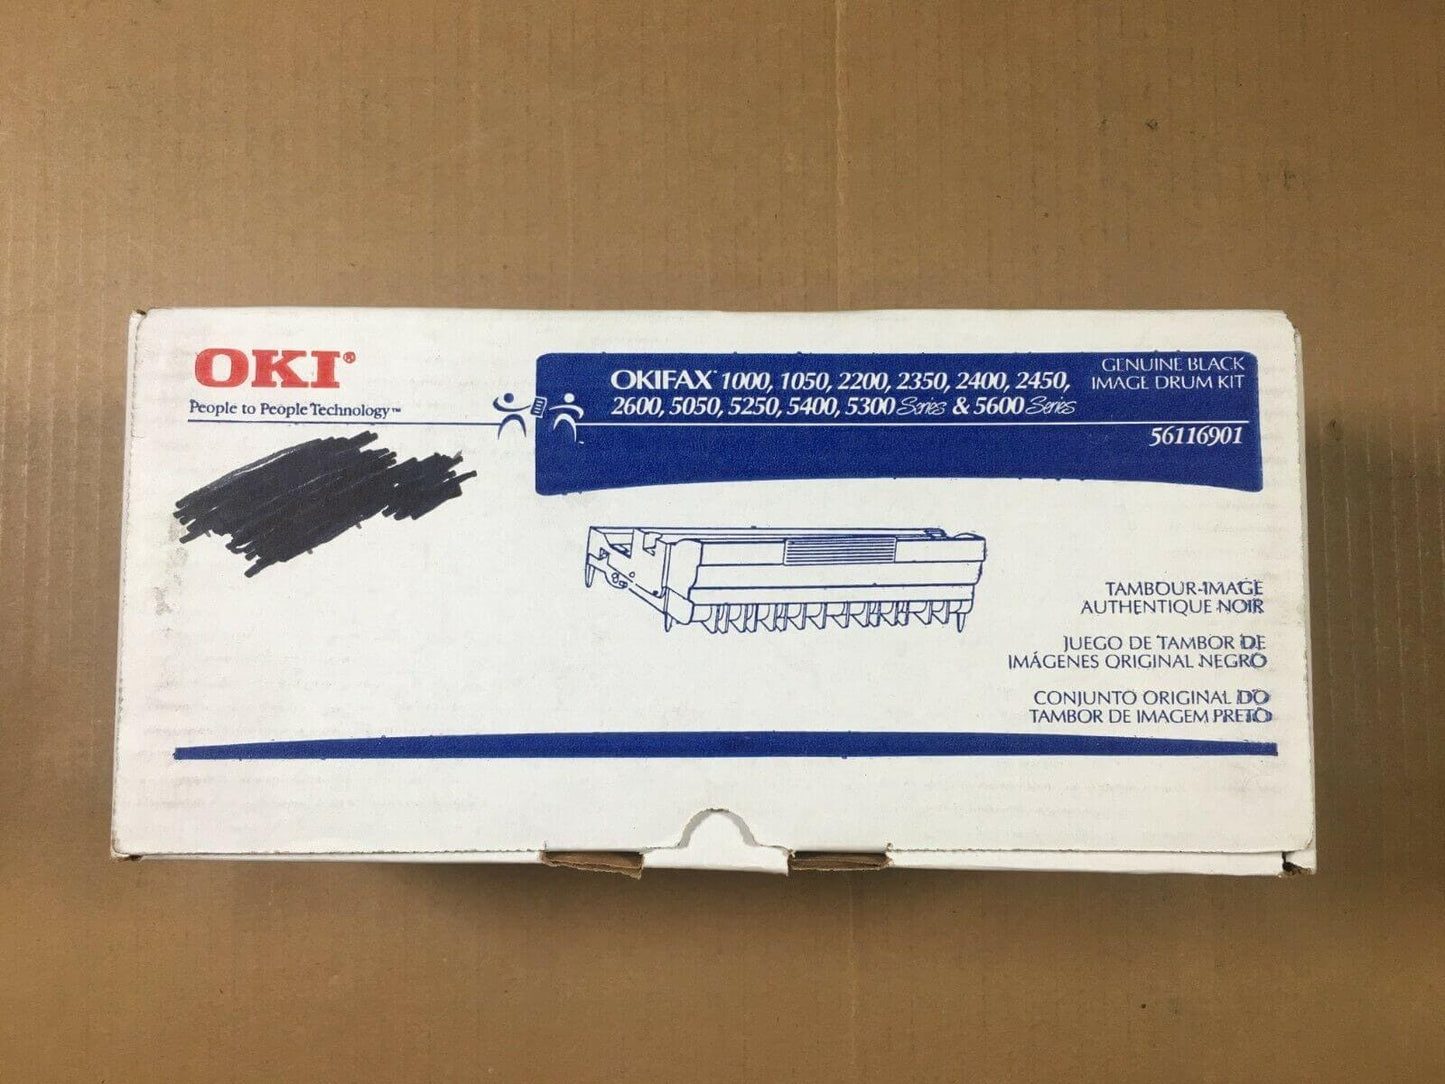 OKI®
People to People Technology™
OKIFAX™ 1000, 1050, 2200, 2350, 2400, 2450,
2600, 5050, 5250, 5400, 5300 Series & 5600 Series
GENUINE BLACK
IMAGE DRUM KIT
56116901
TAMBOUR-IMAGE
AUTHENTIQUE NOIR
JUEGO DE TAMBOR DE
IMÁGENES ORIGINAL NEGRO
CONJUNTO ORIGINAL DO
TAMBOR DE IMAGEM PRETO